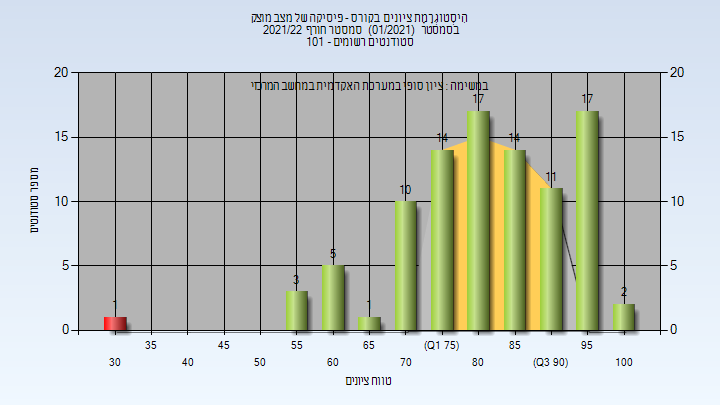 הִיסְטוֹגְרָמַת ציונים בקורס - פיסיקה של מצב מוצק
בסמסטר (01/2021) סמסטר חורף 2021/22
סטודנטים רשומים - 101
במשימה : ציון סופי במערכת האקדמית במחשב המרכזי
מספר סטודנטים
20 20
15 15
10 10
5 5
0 0
1 3 5 1 10 14 17 14 11 17 2
35 45 55 65 (Q1 75) 85 95
30 40 50 60 70 80 (Q3 90) 100
טווח ציונים